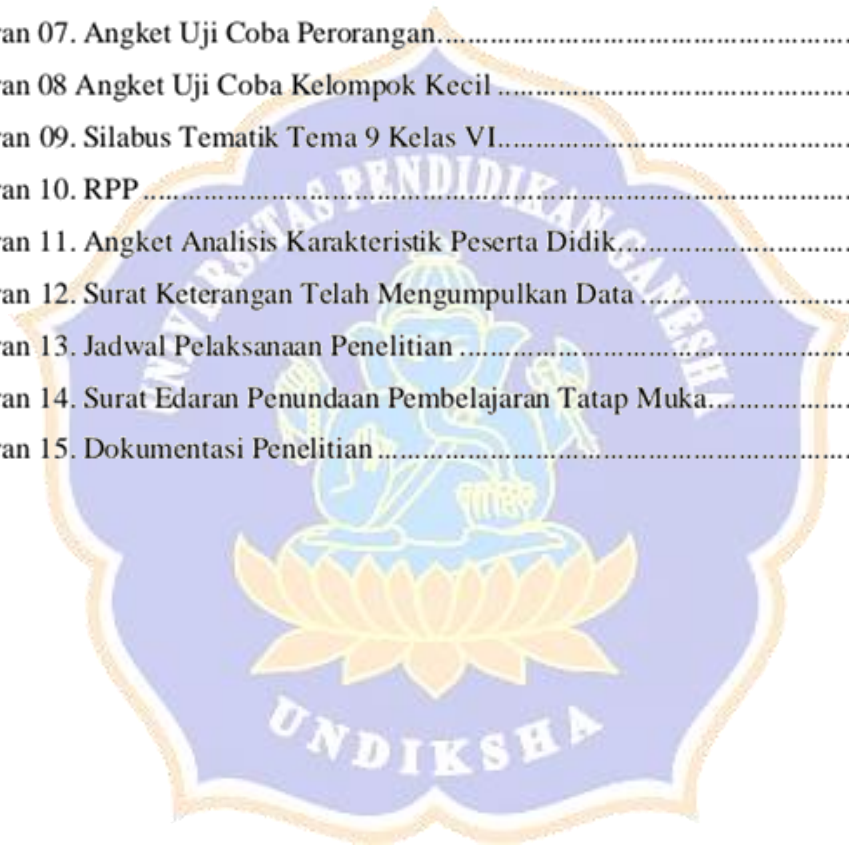 ran 07. Angket Uji Coba Perorangan
ran 08 Angket Uji Coba Kelompok Kecil
ran 09. Silabus Tematik Tema 9 Kelas VI
ran 10. RPP
ran 11. Angket Analisis Karakteristik Peserta Didik
ran 12. Surat Keterangan Telah Mengumpulkan Data
ran 13. Jadwal Pelaksanaan Penelitian
ran 14. Surat Edaran Penundaan Pembelajaran Tatap Muka
ran 15. Dokumentasi Penelitian
UNIVERSITAS PENDIDIKAN GANESHA
UNDIKSHA